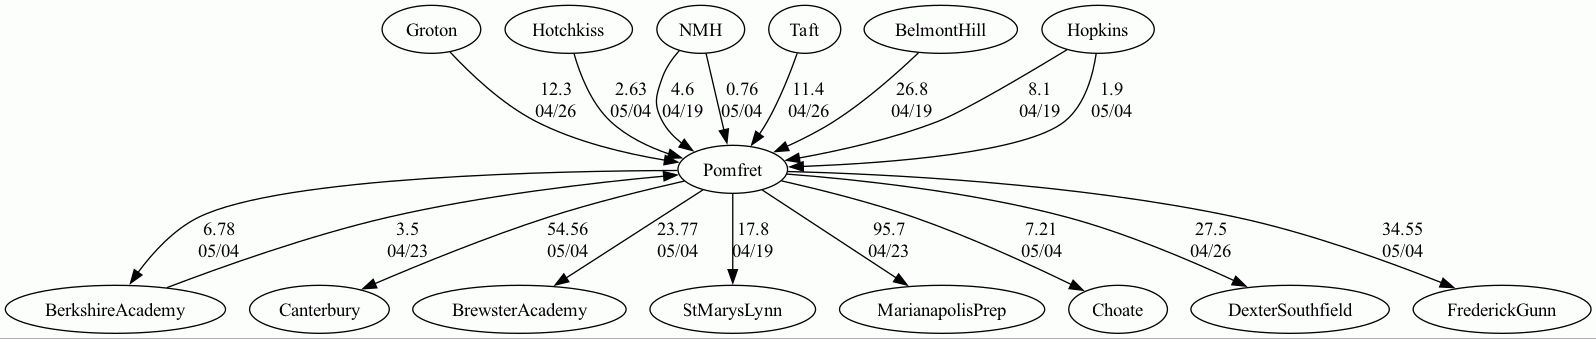 Groton
Hotchkiss
NMH
Taft
BelmontHill
Hopkins
12.3
04/26
2.63
05/04
4.6
04/19
0.76
05/04
11.4
04/26
26.8
04/19
8.1
04/19
1.9
05/04
Pomfret
6.78
05/04
3.5
04/23
54.56
05/04
23.77
05/04
17.8
04/19
95.7
04/23
7.21
05/04
27.5
04/26
34.55
05/04
BerkshireAcademy
Canterbury
BrewsterAcademy
StMarysLynn
MarianapolisPrep
Choate
DexterSouthfield
FrederickGunn